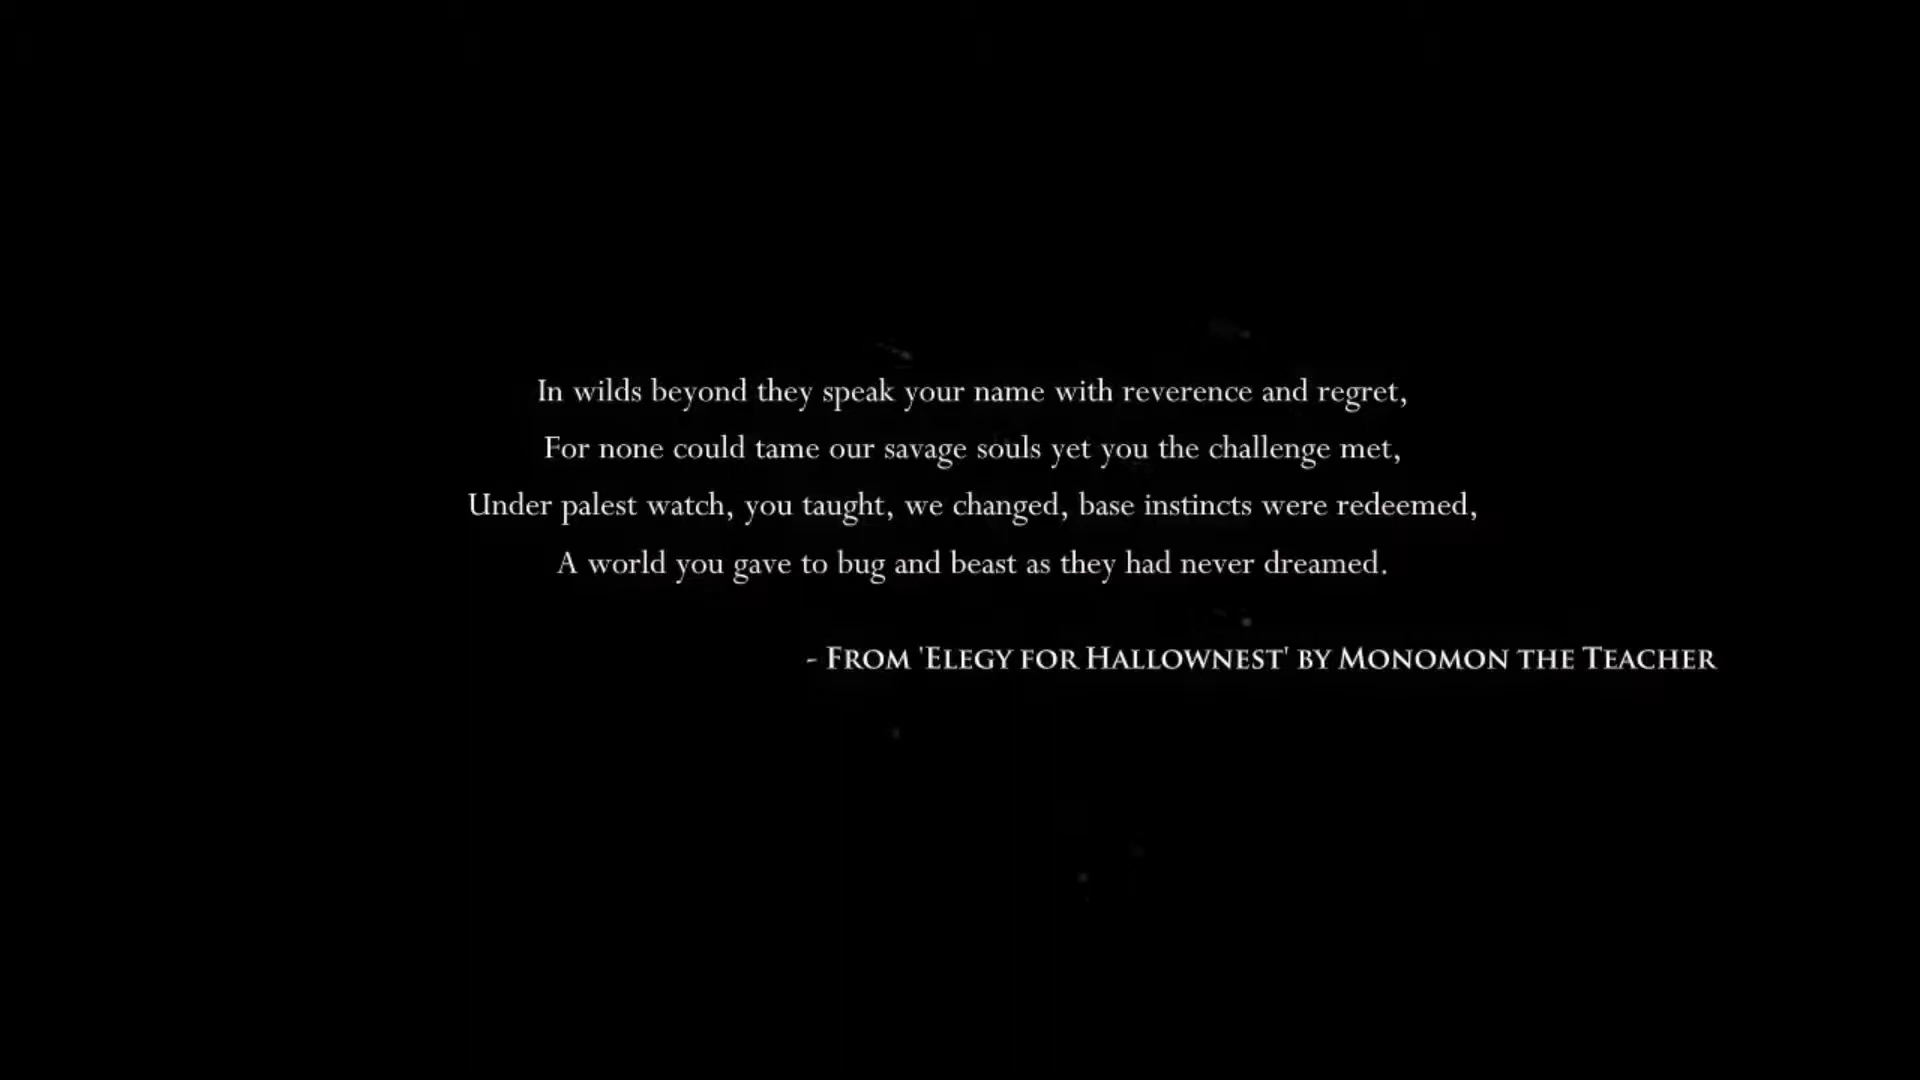 In wilds beyond they speak your name with reverence and regret,
For none could tame our savage souls yet you the challenge met,
Under palest watch, you taught, we changed, base instincts were redeemed,
A world you gave to bug and beast as they had never dreamed.
- From 'Elegy for Hallownest' by Monomon the Teacher